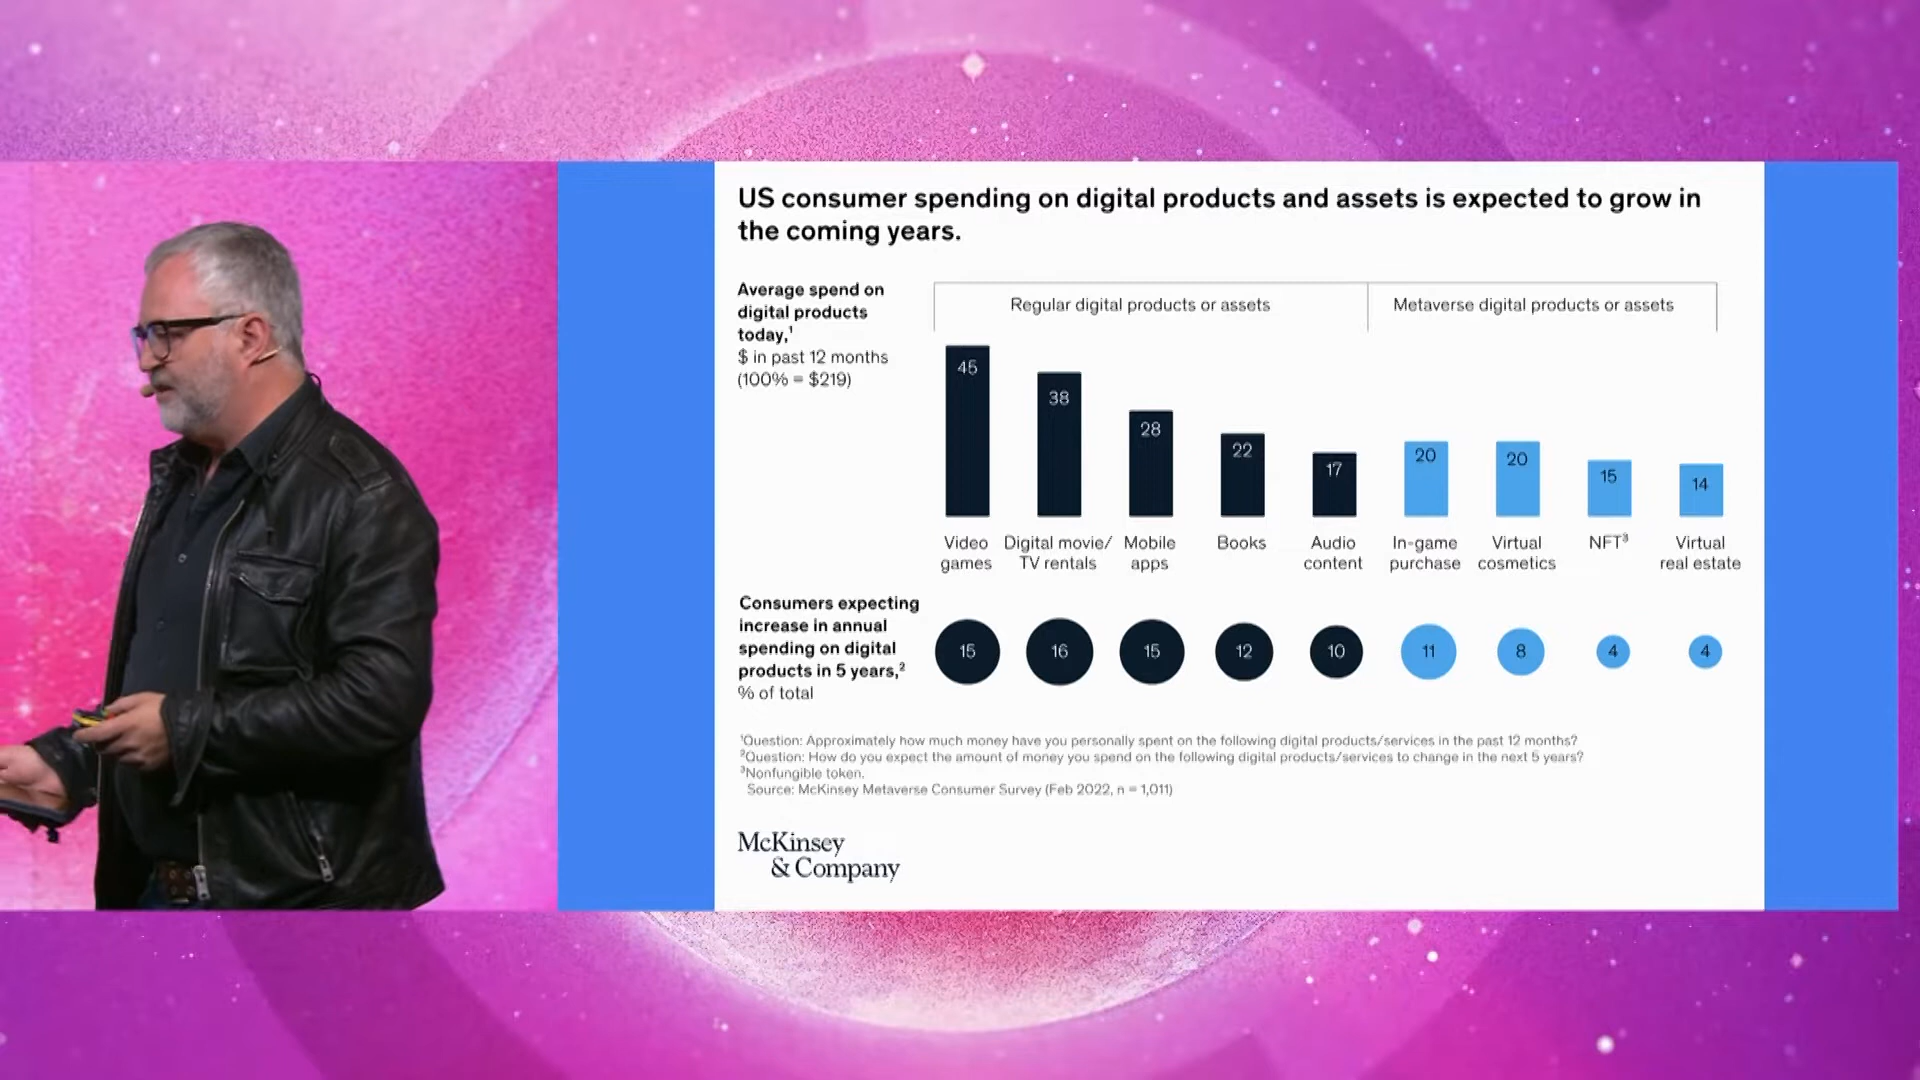 US consumer spending on digital products and assets is expected to grow in
the coming years.
Average spend on
digital products
today,¹
$ in past 12 months
(100% = $219)
Regular digital products or assets
Metaverse digital products or assets
45
38
28
22
17
20
20
15
14
Video
games
Digital movie/
TV rentals
Mobile
apps
Books
Audio
content
In-game
purchase
Virtual
cosmetics
NFT³
Virtual
real estate
Consumers expecting
increase in annual
spending on digital
products in 5 years,²
% of total
15
16
15
12
10
11
8
4
4
¹Question: Approximately how much money have you personally spent on the following digital products/services in the past 12 months?
²Question: How do you expect the amount of money you spend on the following digital products/services to change in the next 5 years?
³Nonfungible token.
Source: McKinsey Metaverse Consumer Survey (Feb 2022, n = 1,011)
McKinsey
& Company